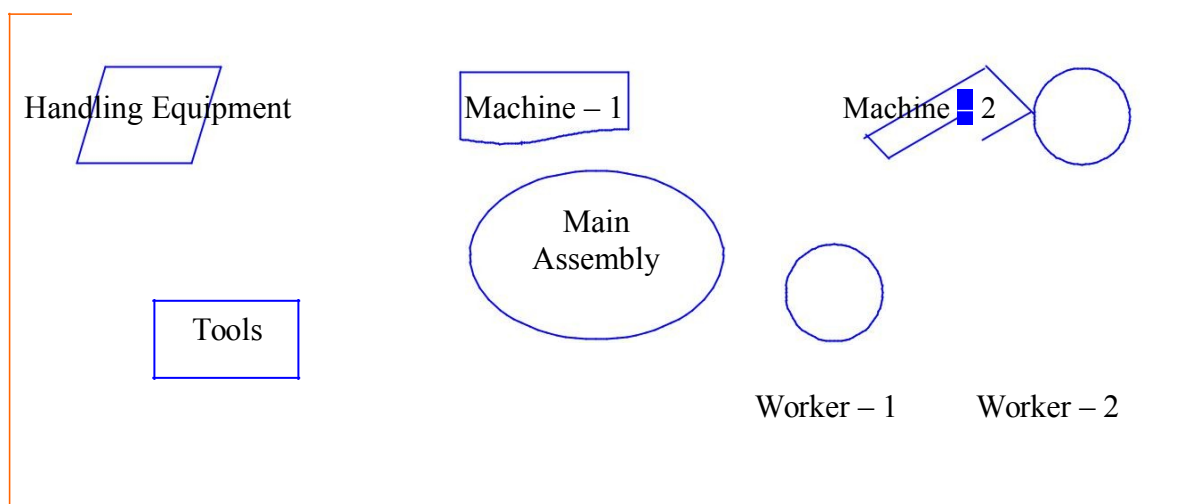 Handling Equipment
Machine – 1
Machine – 2
Main
Assembly
Tools
Worker – 1
Worker – 2